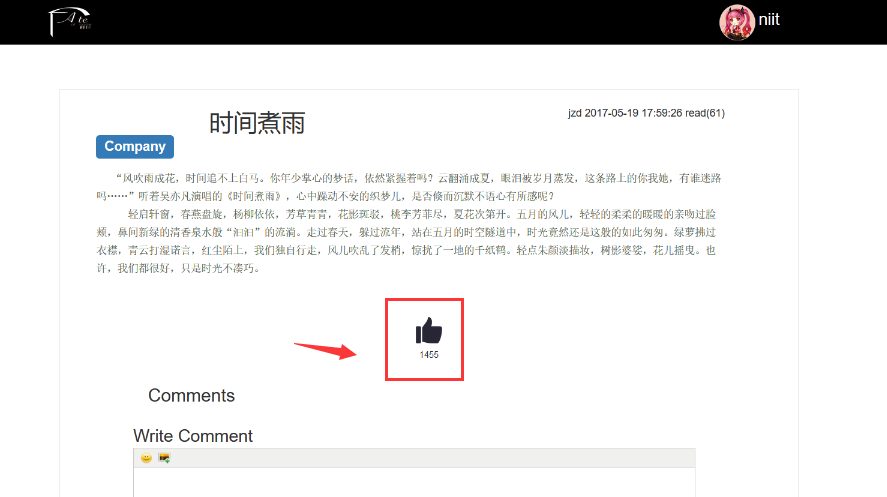 Ate
niit
时间煮雨
jzd 2017-05-19 17:59:26 read(61)
Company
“风吹雨成花，时间追不上白马。你年少掌心的梦话，依然紧握着吗？云翻涌成夏，眼泪被岁月蒸发，这条路上的你我她，有谁迷路
吗……”听着吴亦凡演唱的《时间煮雨》，心中躁动不安的织梦儿，是否倏而沉默不语心有所感呢？
轻启轩窗，春燕盘旋，杨柳依依，芳草青青，花影斑驳，桃李芳菲尽，夏花次第开。五月的风儿，轻轻的柔柔的暖暖的亲吻过脸
颊，鼻间新绿的清香泉水般“汩汩”的流淌。走过春天，躲过流年，站在五月的时空隧道中，时光竟然还是这般的如此匆匆。绿萝拂过
衣襟，青云打湿诺言，红尘陌上，我们独自行走，风儿吹乱了发梢，惊扰了一地的千纸鹤。轻点朱颜淡描妆，树影婆娑，花儿摇曳。也
许，我们都很好，只是时光不凑巧。
1455
Comments
Write Comment